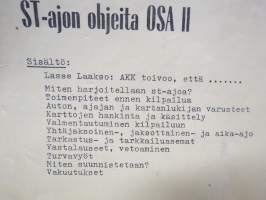 ST-ajon ohjeita OSA II
Sisältö:
Lasse Laakso: AKK toivoo, että .......
Miten harjoitellaan st-ajoa?
Toimenpiteet ennen kilpailua
Auton, ajajan ja kartanlukijan varusteet
Karttojen hankinta ja käsittely
Valmentautuminen kilpailuun
Yhtäjaksoinen-, jaksottainen- ja aika-ajo
Tarkastus- ja tarkkailuasemat
Vastalauseet, vetoaminen
Turvavyöt
Miten suunnistetaan?
Vakuutukset